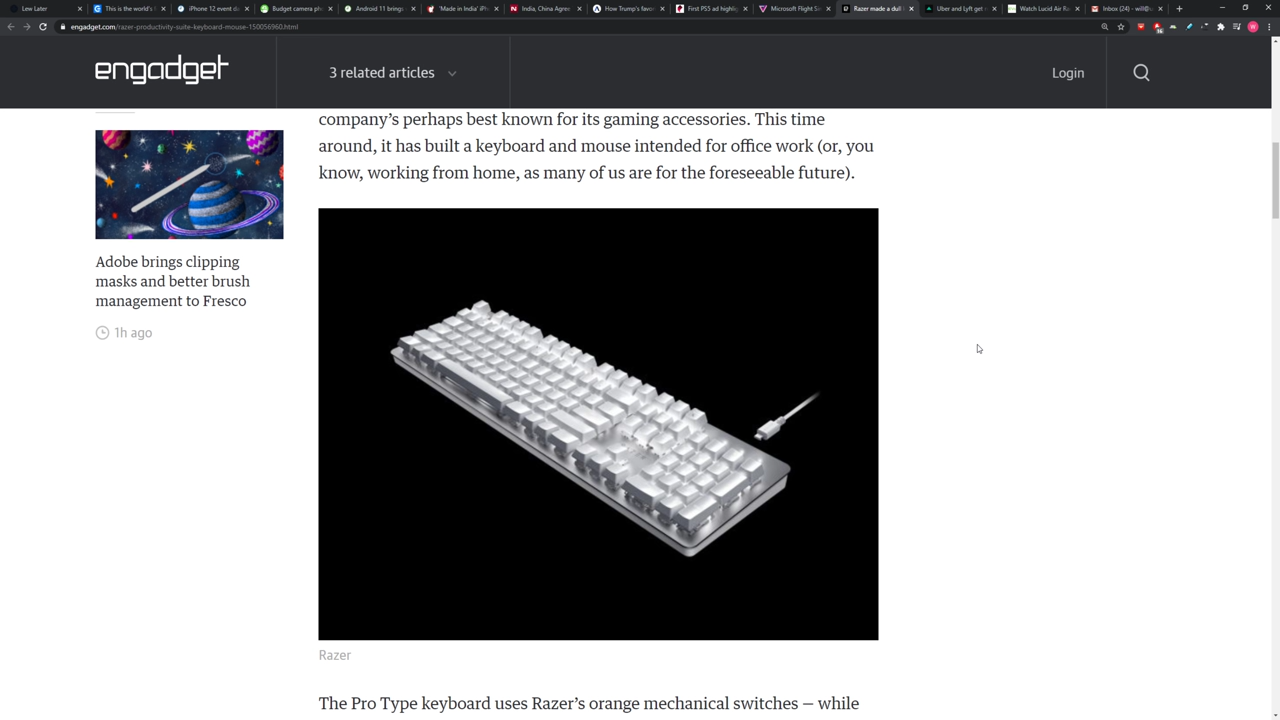 Lew Later
This is the world's f
iPhone 12 event da
Budget camera ph
Android 11 brings
'Made in India' iPh
India, China Agree
How Trump's favo
First PS5 ad highlig
Microsoft Flight Si
Razer made a dull
Uber and Lyft get
Watch Lucid Air Re
Inbox (24) - will@u
engadget.com/razer-productivity-suite-keyboard-mouse-150056960.html
engadget
3 related articles
Login
company's perhaps best known for its gaming accessories. This time
around, it has built a keyboard and mouse intended for office work (or, you
know, working from home, as many of us are for the foreseeable future).
Adobe brings clipping
masks and better brush
management to Fresco
1h ago
Razer
The Pro Type keyboard uses Razer's orange mechanical switches — while